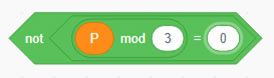 not P mod 3 = 0